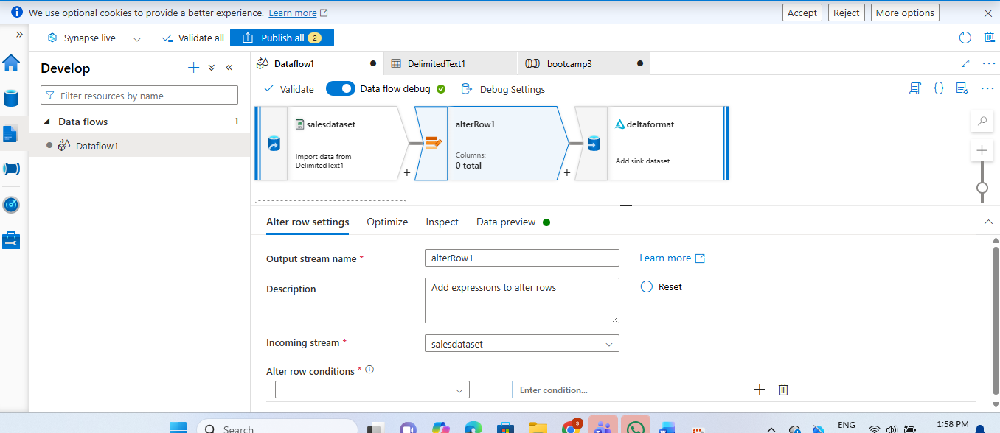 We use optional cookies to provide a better experience. Learn more
Accept
Reject
More options
Synapse live
Validate all
Publish all 2
Develop
Filter resources by name
Data flows 1
Dataflow1
Dataflow1
DelimitedText1
bootcamp3
Validate
Data flow debug
Debug Settings
salesdataset
Import data from
DelimitedText1
+
alterRow1
Columns:
0 total
+
deltaformat
Add sink dataset
Alter row settings
Optimize
Inspect
Data preview
Output stream name *
alterRow1
Learn more
Description
Add expressions to alter rows
Reset
Incoming stream *
salesdataset
Alter row conditions *
Enter condition...
Search
S
ENG
1:58 PM